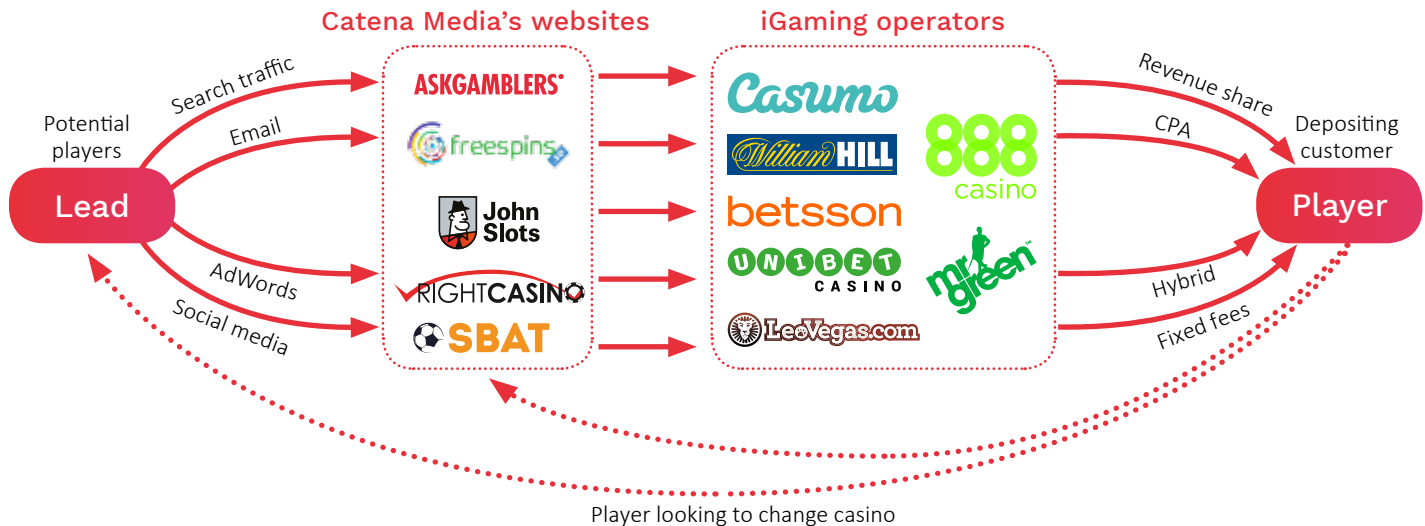 Catena Media’s websites
iGaming operators
Search traffic
Email
Potential
players
Lead
AdWords
Social media
ASKGAMBLERS
freespins
John
Slots
RIGHTCASINO
SBAT
Casumo
William HILL
betsson
UNIBET
CASINO
LeoVegas.com
888
casino
mr
green™
Revenue share
CPA
Depositing
customer
Player
Hybrid
Fixed fees
Player looking to change casino